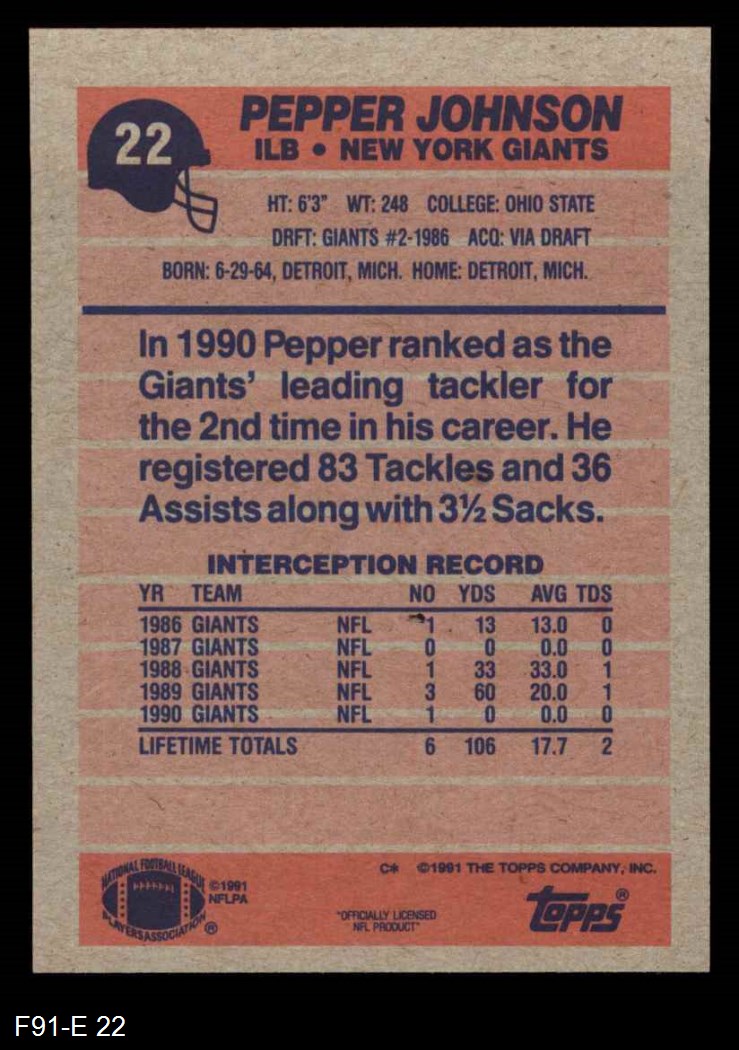 22
PEPPER JOHNSON
ILB • NEW YORK GIANTS
HT: 6'3" WT: 248 COLLEGE: OHIO STATE
DRFT: GIANTS #2-1986 ACQ: VIA DRAFT
BORN: 6-29-64, DETROIT, MICH. HOME: DETROIT, MICH.
In 1990 Pepper ranked as the
Giants' leading tackler for
the 2nd time in his career. He
registered 83 Tackles and 36
Assists along with 3½ Sacks.
INTERCEPTION RECORD
YR TEAM NO YDS AVG TDS
1986 GIANTS NFL 1 13 13.0 0
1987 GIANTS NFL 0 0 0.0 0
1988 GIANTS NFL 1 33 33.0 1
1989 GIANTS NFL 3 60 20.0 1
1990 GIANTS NFL 1 0 0.0 0
LIFETIME TOTALS 6 106 17.7 2
C* ©1991 THE TOPPS COMPANY, INC.
NATIONAL FOOTBALL LEAGUE
PLAYERS ASSOCIATION ®
©1991
NFLPA
"OFFICIALLY LICENSED
NFL PRODUCT"
topps®
F91-E 22